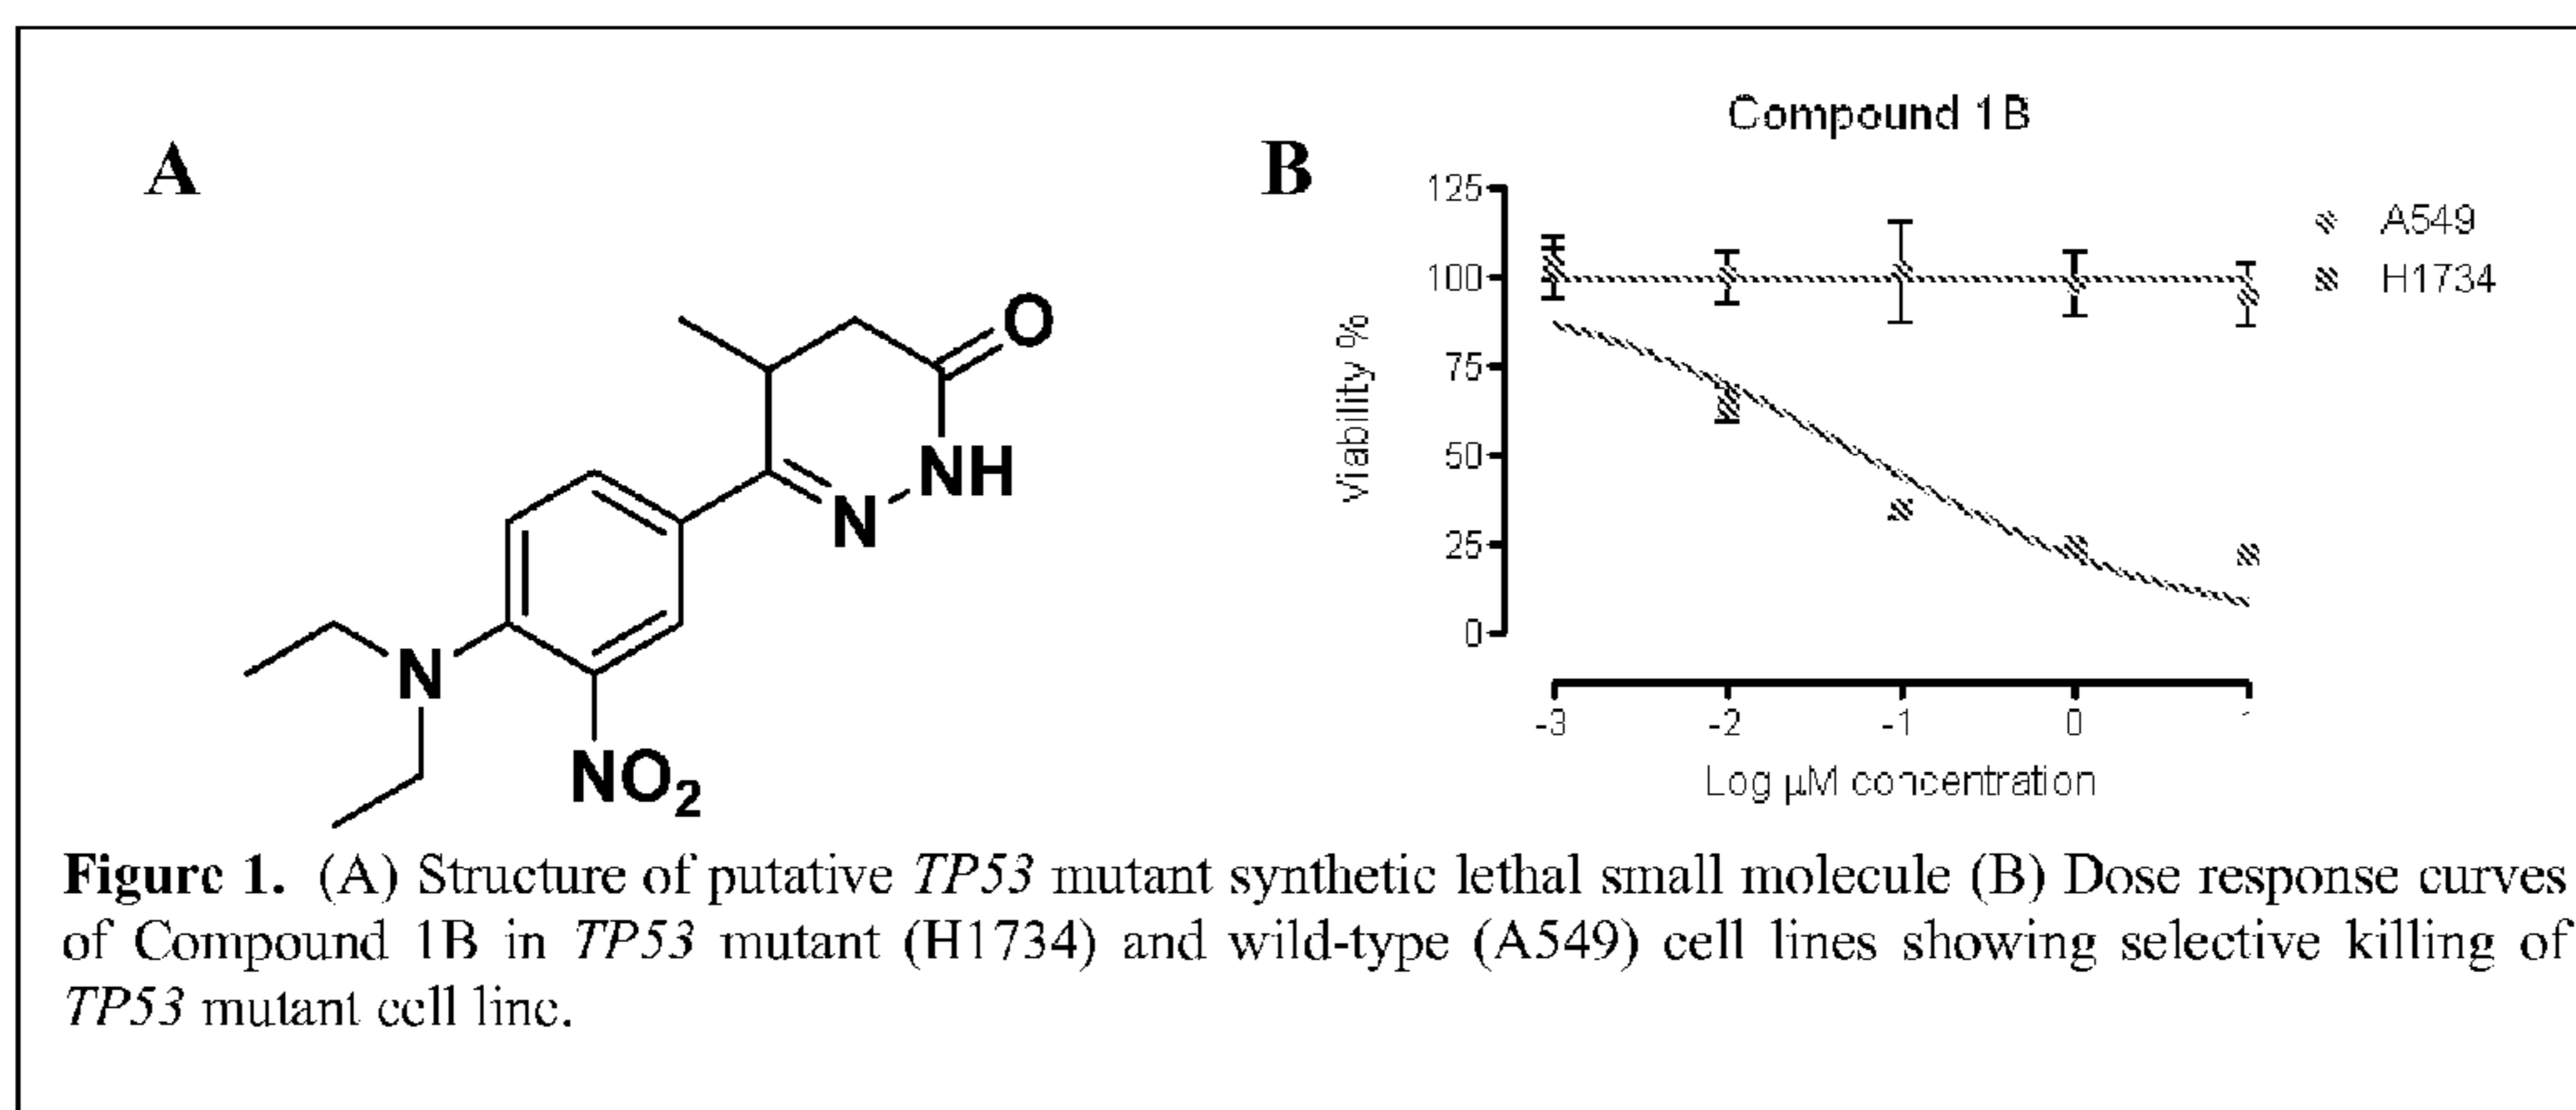 A
O
NH
N
N
NO2
B
Compound 1B
125
100
75
50
25
0
Viability %
-3 -2 -1 0 1
Log µM concentration
A549
H1734
Figure 1. (A) Structure of putative TP53 mutant synthetic lethal small molecule (B) Dose response curves
of Compound 1B in TP53 mutant (H1734) and wild-type (A549) cell lines showing selective killing of
TP53 mutant cell line.